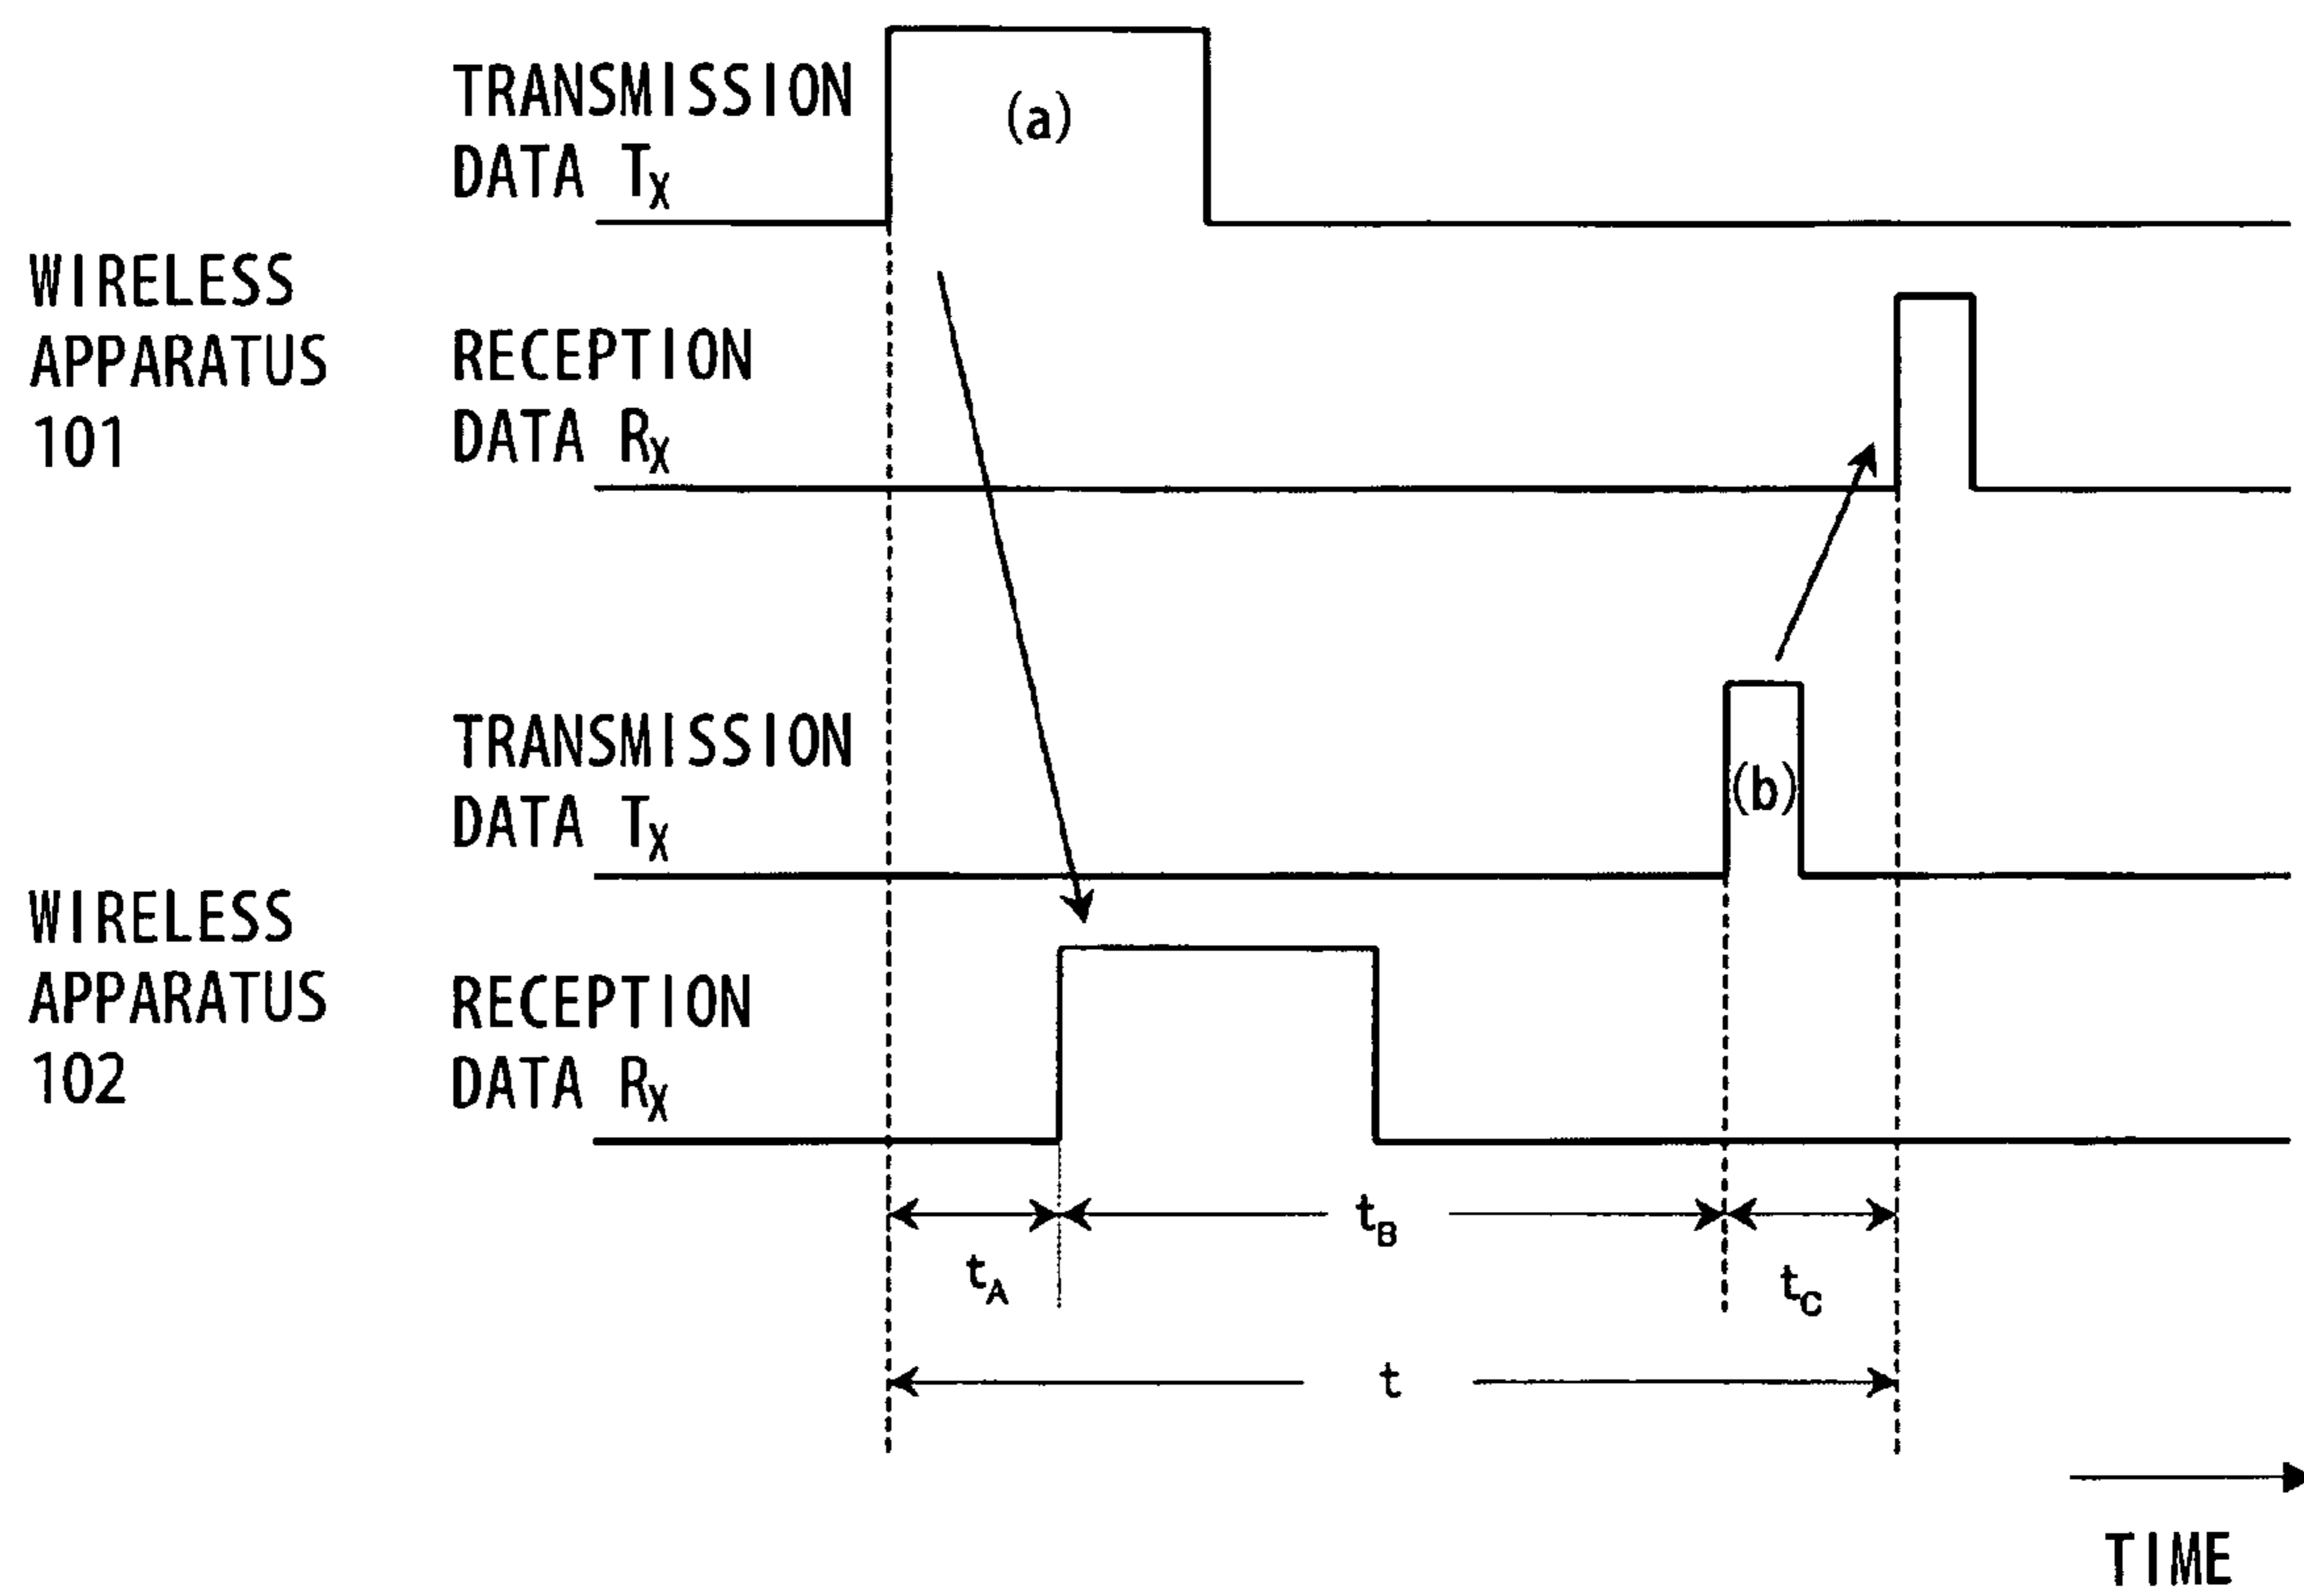 TRANSMISSION
DATA Tx
(a)
WIRELESS
APPARATUS
101
RECEPTION
DATA Rx
TRANSMISSION
DATA Tx
(b)
WIRELESS
APPARATUS
102
RECEPTION
DATA Rx
tB
tA
tC
t
TIME